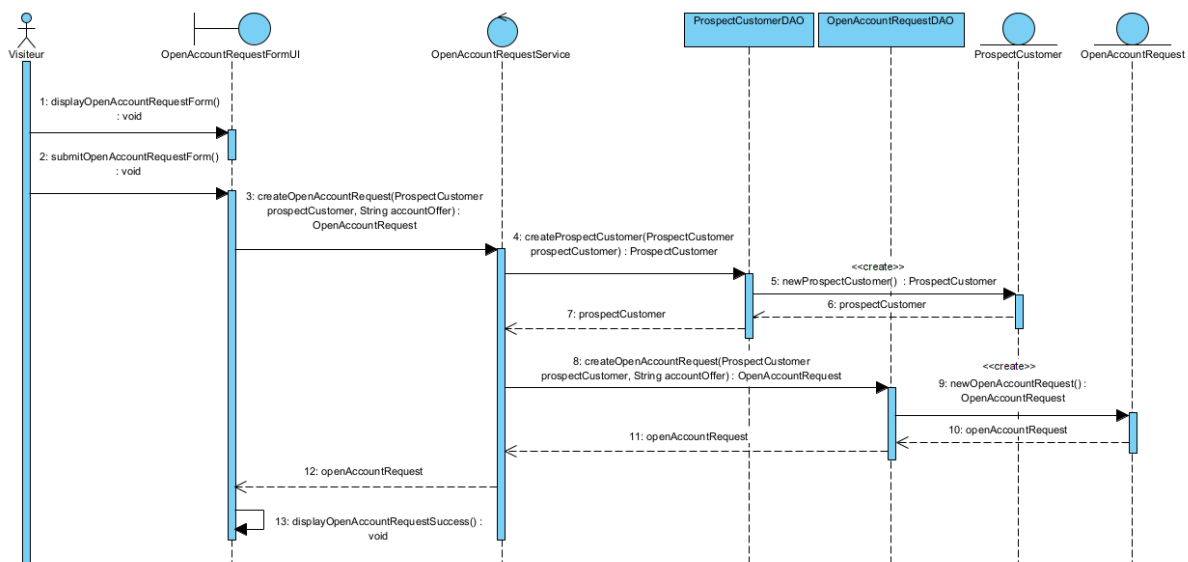 Visiteur
OpenAccountRequestFormUI
OpenAccountRequestService
ProspectCustomerDAO
OpenAccountRequestDAO
ProspectCustomer
OpenAccountRequest
1: displayOpenAccountRequestForm()
: void
2: submitOpenAccountRequestForm()
: void
3: createOpenAccountRequest(ProspectCustomer
prospectCustomer, String accountOffer) :
OpenAccountRequest
4: createProspectCustomer(ProspectCustomer
prospectCustomer) : ProspectCustomer
<<create>>
5: newProspectCustomer() : ProspectCustomer
6: prospectCustomer
7: prospectCustomer
8: createOpenAccountRequest(ProspectCustomer
prospectCustomer, String accountOffer) : OpenAccountRequest
<<create>>
9: newOpenAccountRequest() :
OpenAccountRequest
10: openAccountRequest
11: openAccountRequest
12: openAccountRequest
13: displayOpenAccountRequestSuccess() :
void